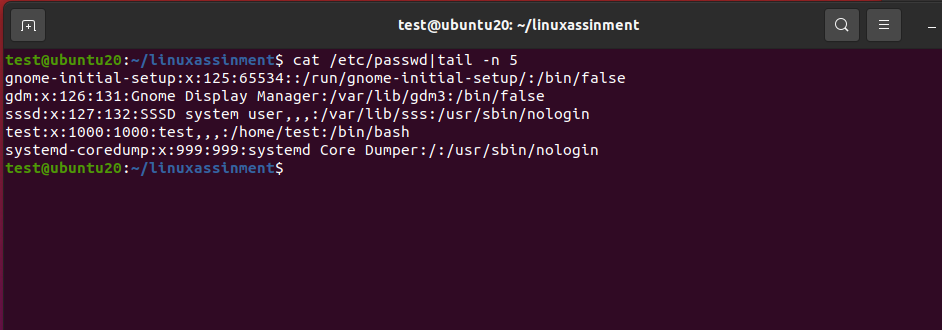 test@ubuntu20: ~/linuxassinment
test@ubuntu20:~/linuxassinment$ cat /etc/passwd|tail -n 5
gnome-initial-setup:x:125:65534::/run/gnome-initial-setup/:/bin/false
gdm:x:126:131:Gnome Display Manager:/var/lib/gdm3:/bin/false
sssd:x:127:132:SSSD system user,,,:/var/lib/sss:/usr/sbin/nologin
test:x:1000:1000:test,,,:/home/test:/bin/bash
systemd-coredump:x:999:999:systemd Core Dumper:/:/usr/sbin/nologin
test@ubuntu20:~/linuxassinment$